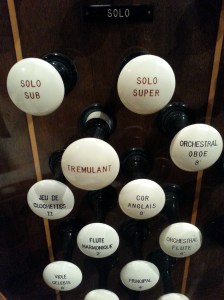 SOLO
SOLO
SUB
SOLO
SUPER
TREMULANT
ORCHESTRAL
OBOE
8'
JEU DE
CLOCHETTES
II
COR
ANGLAIS
8'
FLUTE
HARMONIQUE
ORCHESTRAL
FLUTE
VIOLE
PRINCIPAL